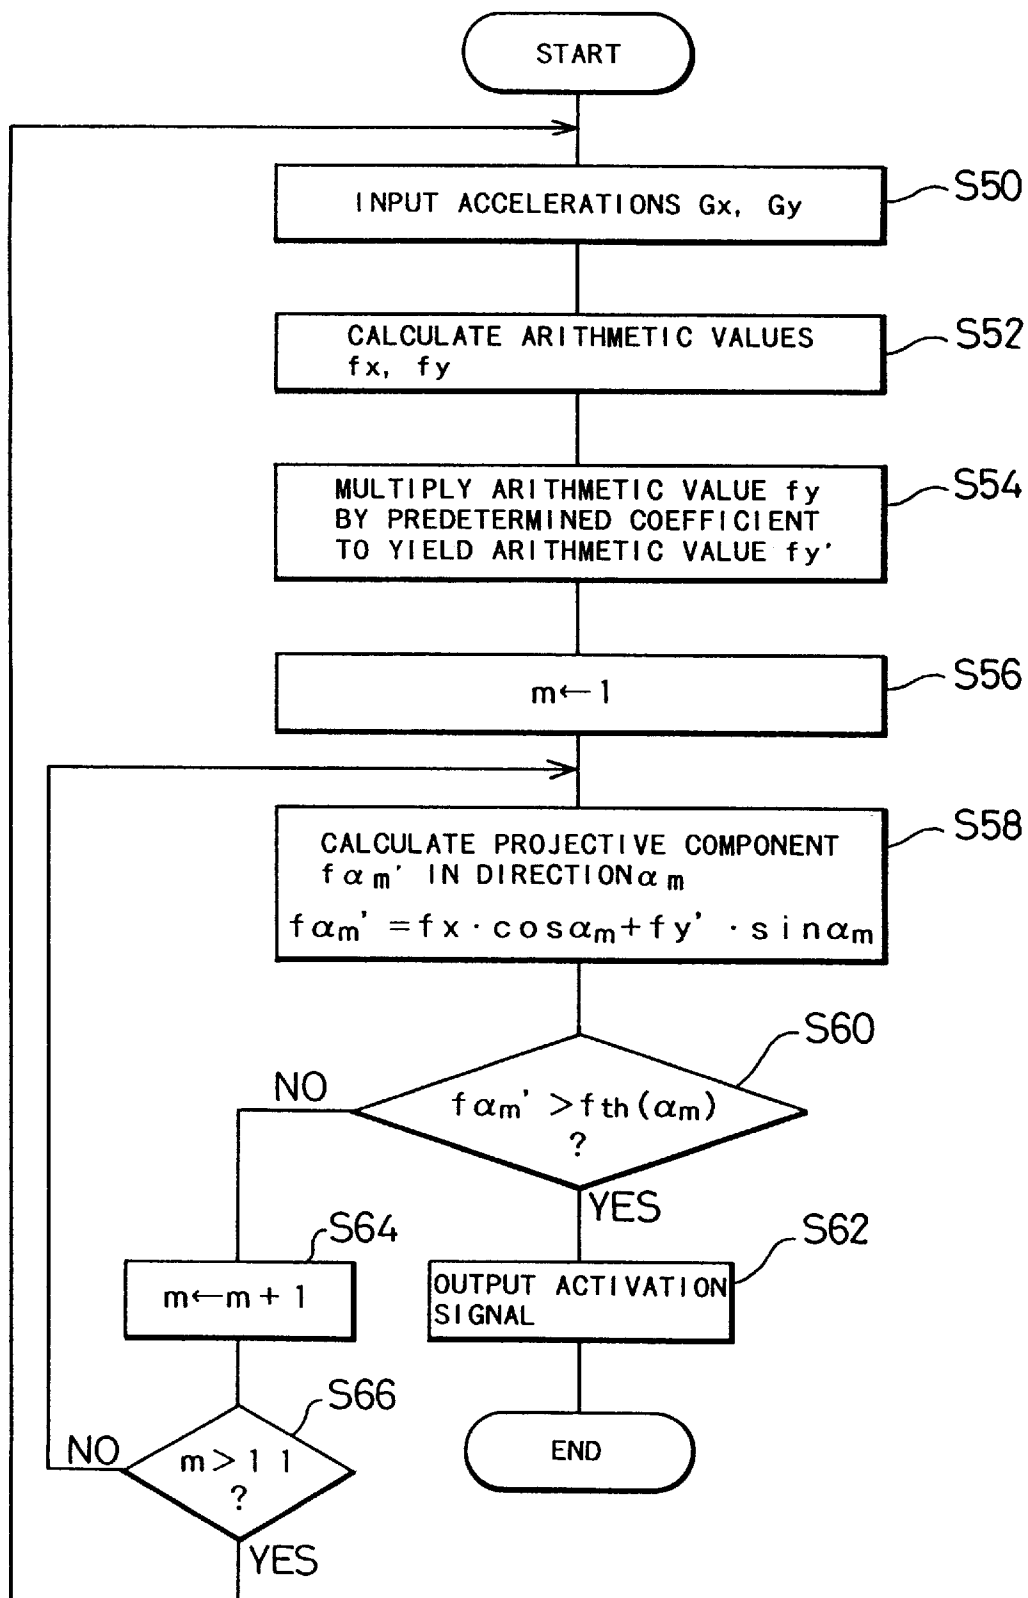 START
INPUT ACCELERATIONS Gx, Gy
S50
CALCULATE ARITHMETIC VALUES
fx, fy
S52
MULTIPLY ARITHMETIC VALUE fy
BY PREDETERMINED COEFFICIENT
TO YIELD ARITHMETIC VALUE fy'
S54
m←1
S56
CALCULATE PROJECTIVE COMPONENT
fαm' IN DIRECTION αm
fαm' = fx · cosαm + fy' · sinαm
S58
S60
NO
fαm' > fth(αm)
?
YES
S64
m←m+1
S62
OUTPUT ACTIVATION
SIGNAL
S66
NO
m>11
?
YES
END